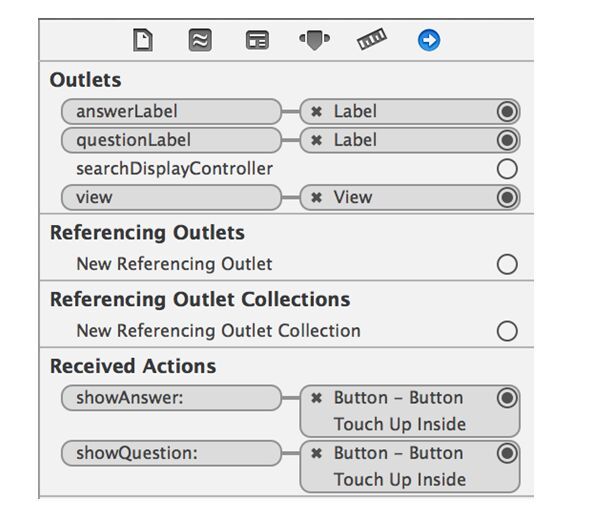 Outlets
answerLabel ✖ Label
questionLabel ✖ Label
searchDisplayController
view ✖ View
Referencing Outlets
New Referencing Outlet
Referencing Outlet Collections
New Referencing Outlet Collection
Received Actions
showAnswer: ✖ Button – Button
Touch Up Inside
showQuestion: ✖ Button – Button
Touch Up Inside